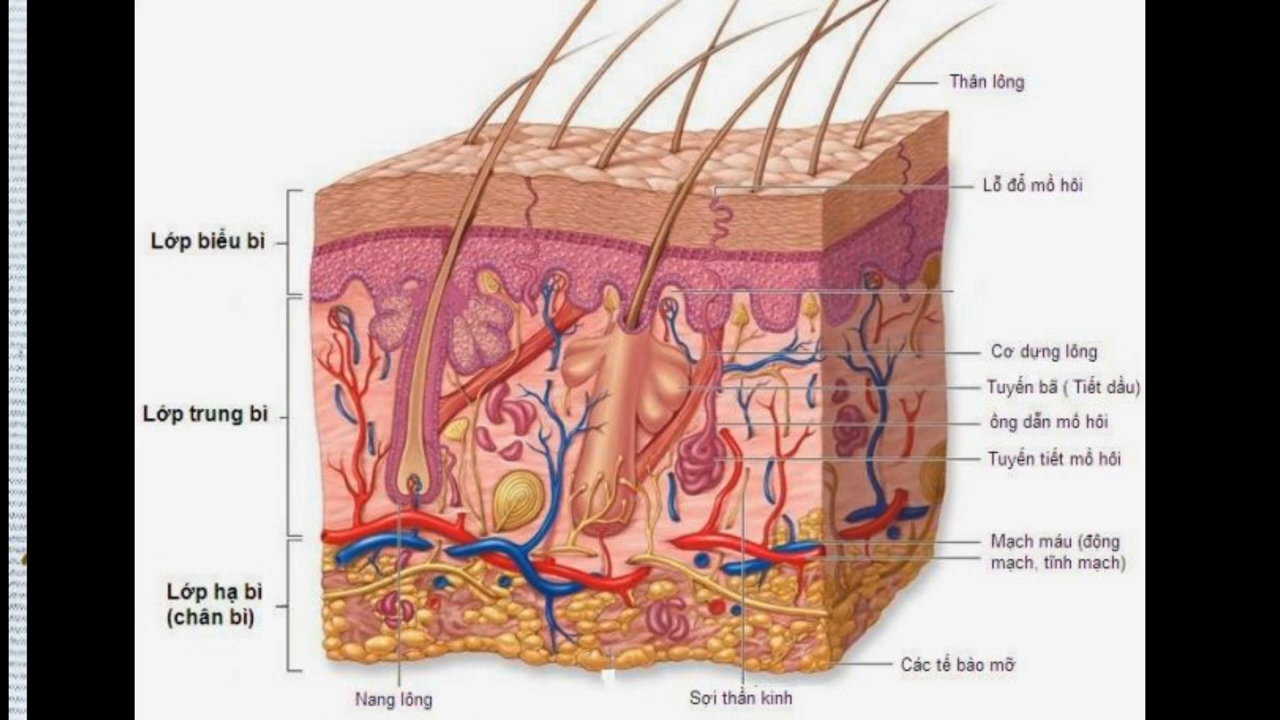 Thân lông
Lỗ đổ mồ hôi
Lớp biểu bì
Cơ dựng lông
Tuyến bã ( Tiết dầu)
Lớp trung bì
ông dẫn mồ hôi
Tuyến tiết mồ hôi
Mạch máu (động
mạch, tĩnh mạch)
Lớp hạ bì
(chân bì)
Các tế bào mỡ
Nang lông
Sợi thần kinh